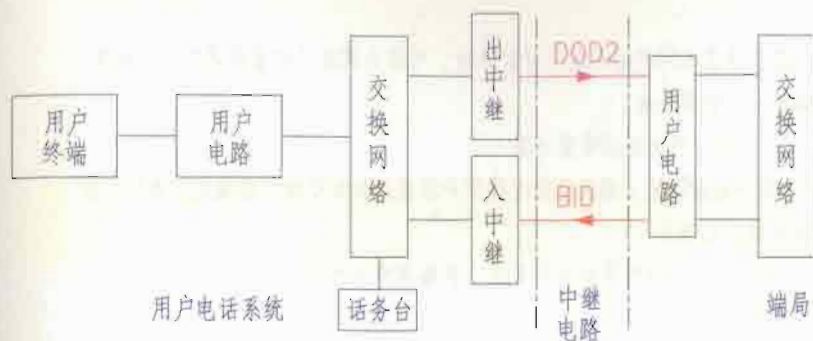 用户
终端
用户
电路
交换网络
出中继
DOD2
用户电路
交换网络
入中继
BID
用户电话系统
话务台
中继
电路
端局